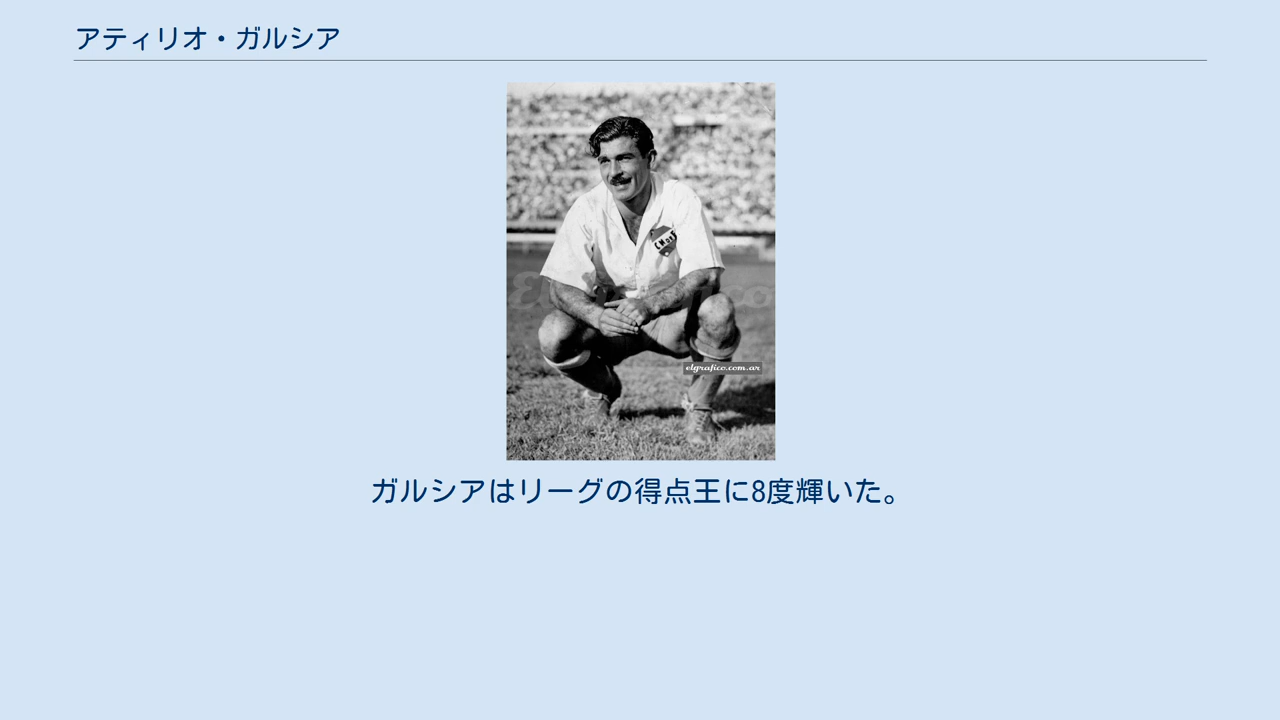 アティリオ・ガルシア
elgrafico.com.ar
ガルシアはリーグの得点王に8度輝いた。